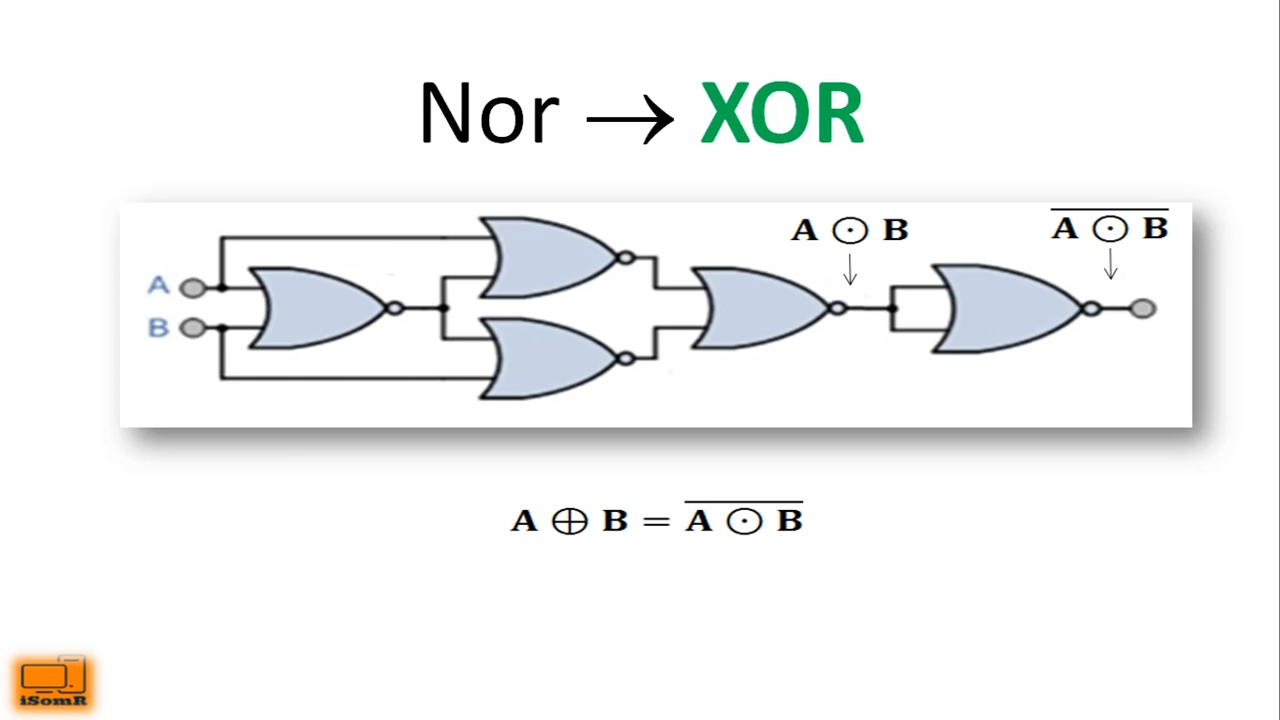 Nor → XOR
A ⊙ B
A̅ ̅⊙̅ ̅B̅
A
B
A ⊕ B = A̅ ̅⊙̅ ̅B̅
iSomR